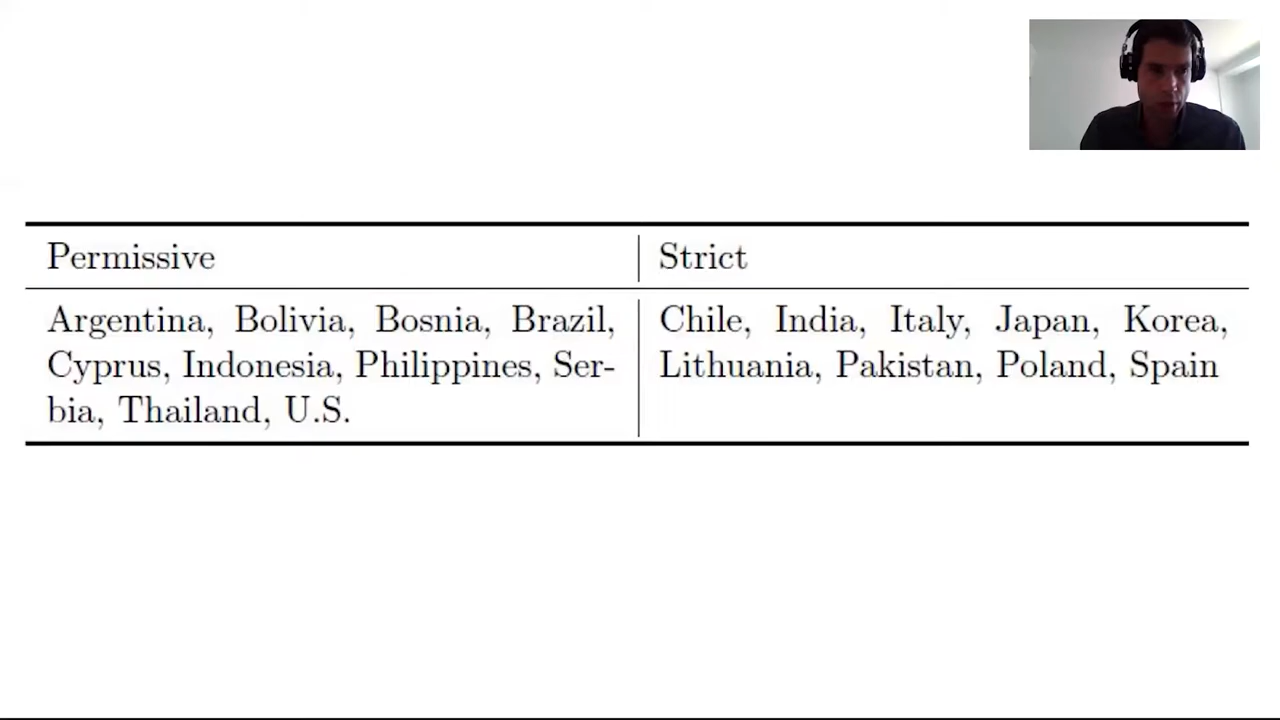 Permissive
Strict
Argentina, Bolivia, Bosnia, Brazil,
Cyprus, Indonesia, Philippines, Ser-
bia, Thailand, U.S.
Chile, India, Italy, Japan, Korea,
Lithuania, Pakistan, Poland, Spain